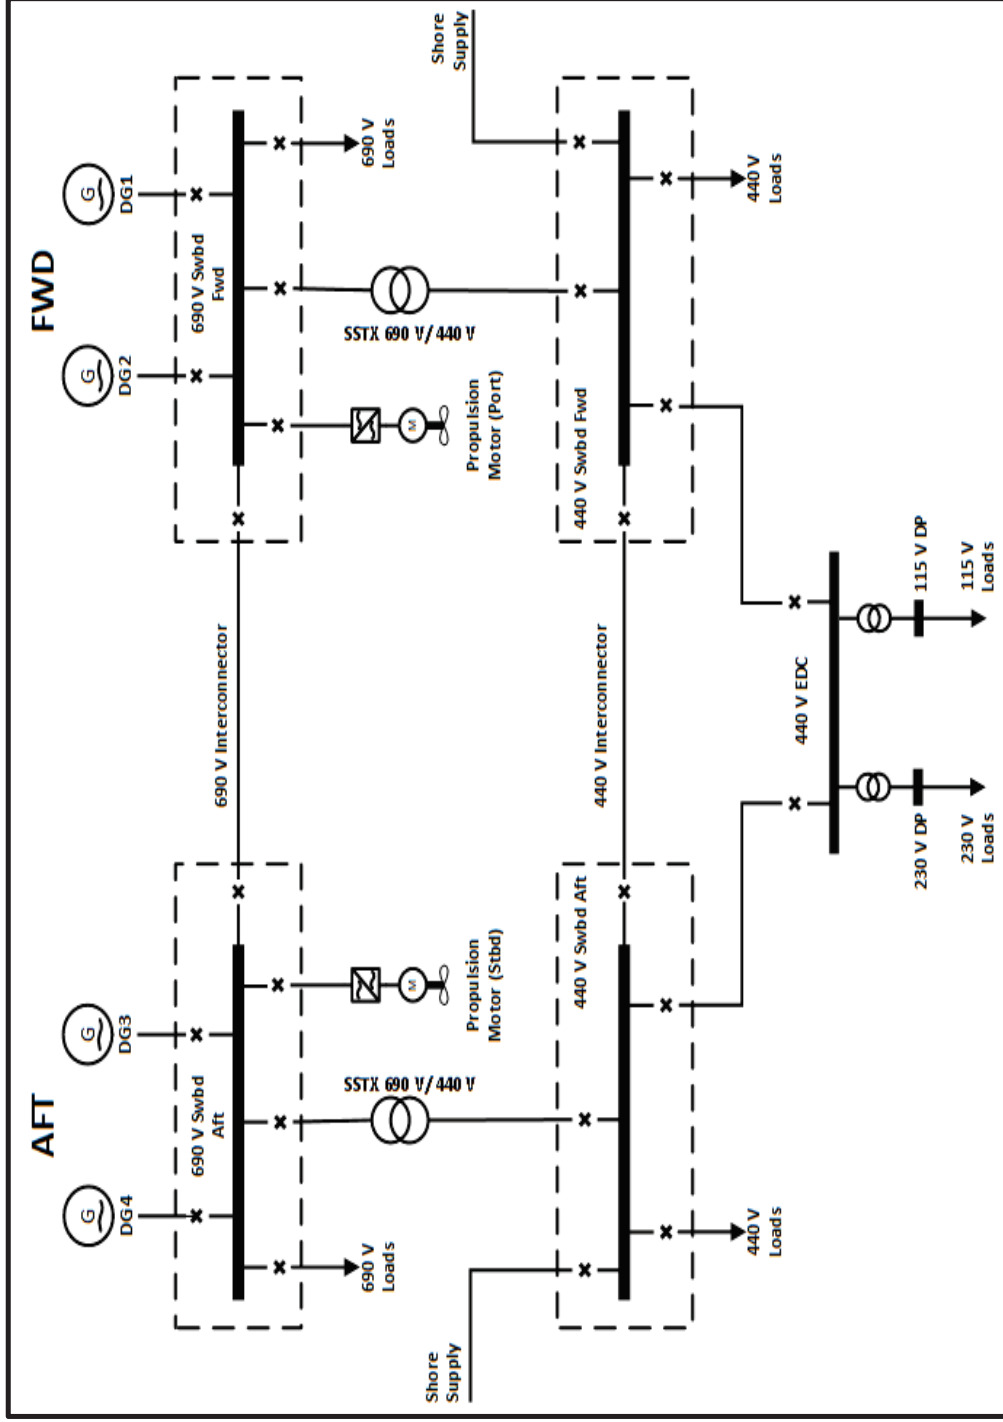 AFT
FWD
G
DG4
G
DG3
G
DG2
G
DG1
690 V Swbd
Aft
690 V Swbd
Fwd
690 V Interconnector
690 V
Loads
SSTX 690 V/440 V
M
Propulsion
Motor (Stbd)
M
Propulsion
Motor (Port)
SSTX 690 V/440 V
690 V
Loads
Shore
Supply
Shore
Supply
440 V Swbd Aft
440 V Interconnector
440 V Swbd Fwd
440 V
Loads
440 V
Loads
440 V EDC
230 V DP
115 V DP
230 V
Loads
115 V
Loads